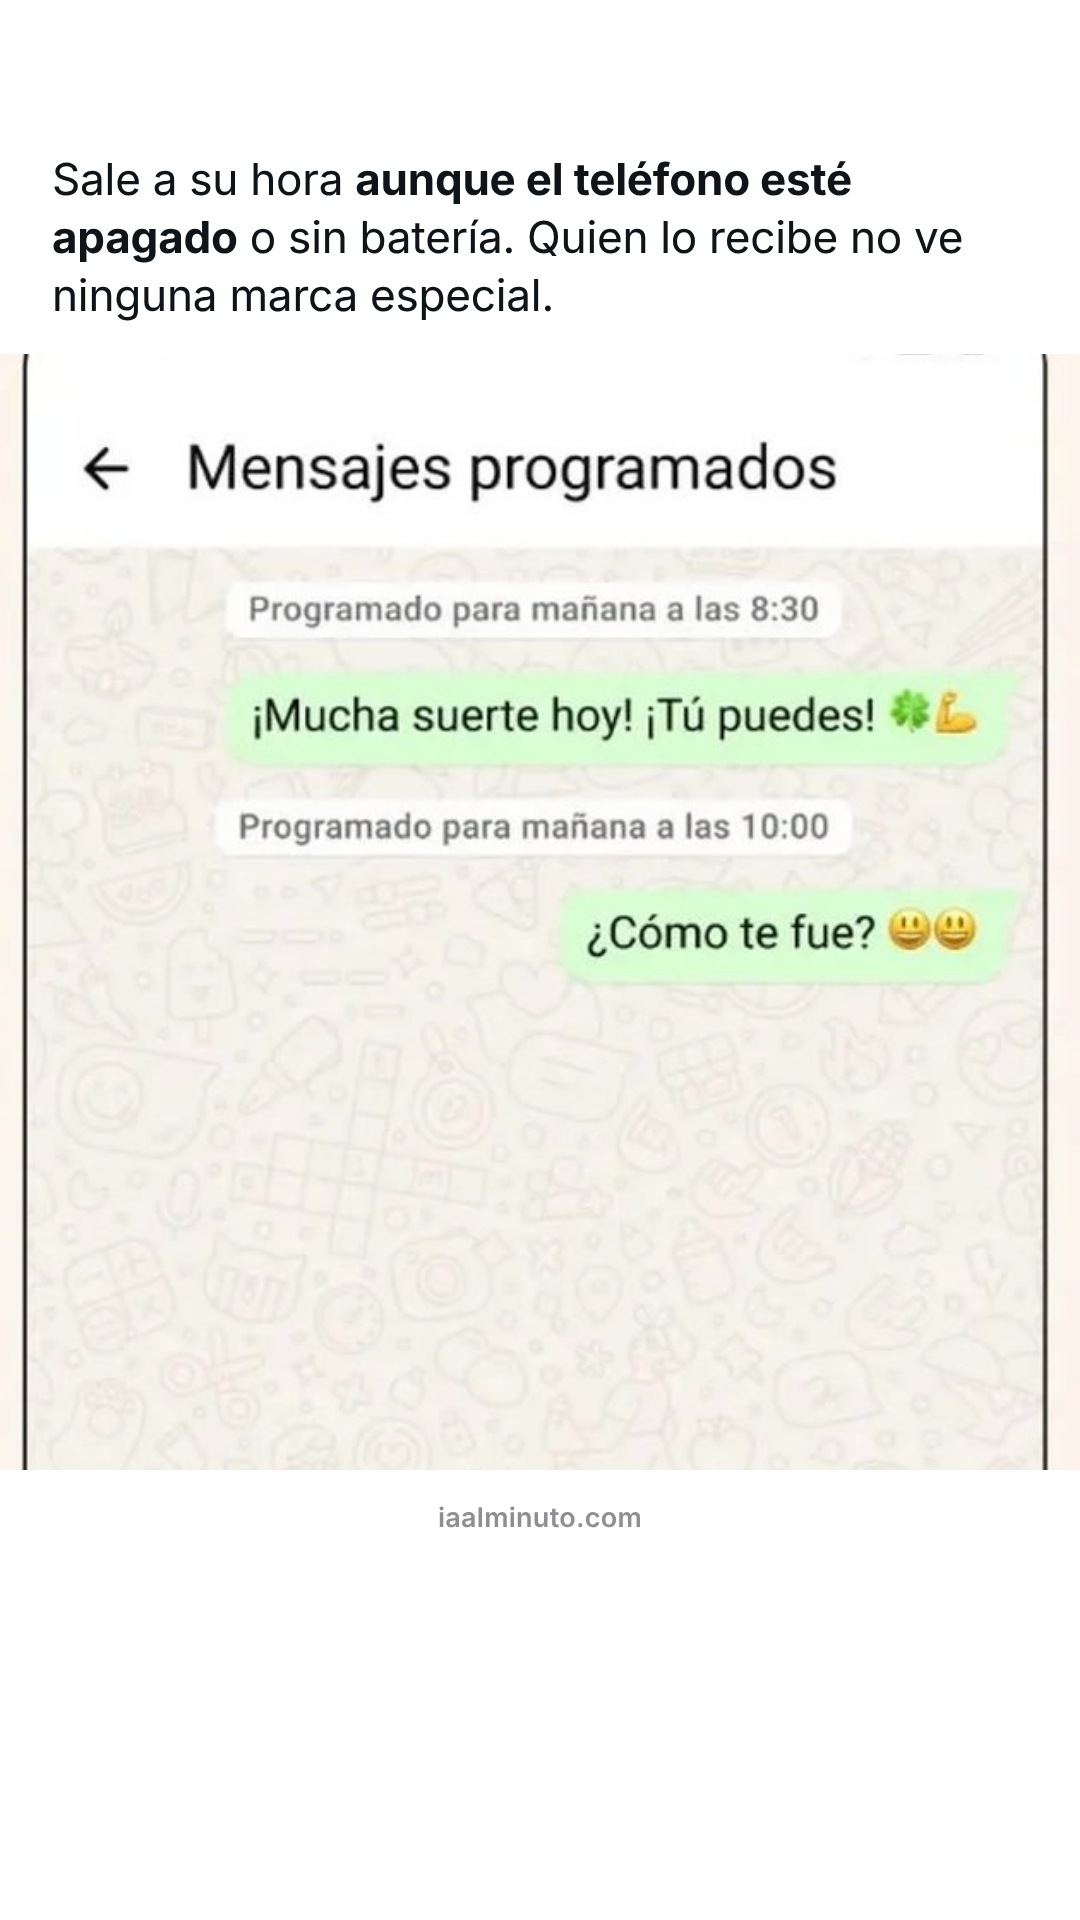 Sale a su hora aunque el teléfono esté
apagado o sin batería. Quien lo recibe no ve
ninguna marca especial.
← Mensajes programados
Programado para mañana a las 8:30
¡Mucha suerte hoy! ¡Tú puedes! 🍀💪
Programado para mañana a las 10:00
¿Cómo te fue? 😃😃
iaalminuto.com